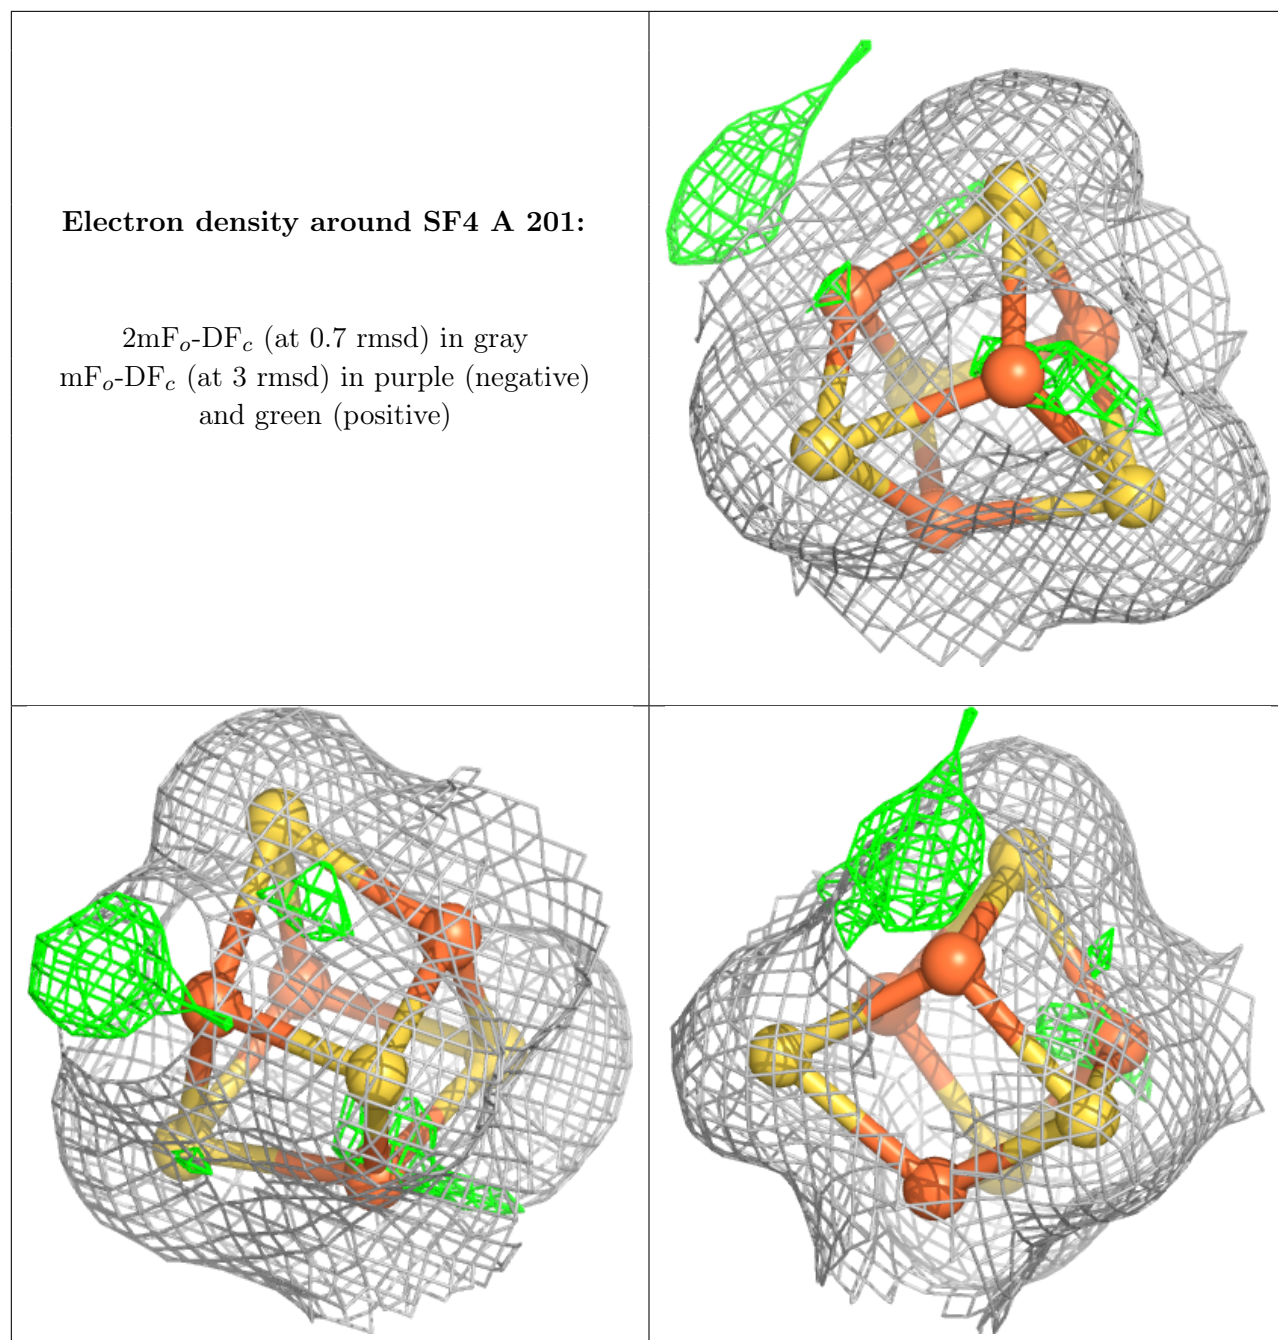 Electron density around SF4 A 201:
2mFo-DFc (at 0.7 rmsd) in gray
mFo-DFc (at 3 rmsd) in purple (negative)
and green (positive)